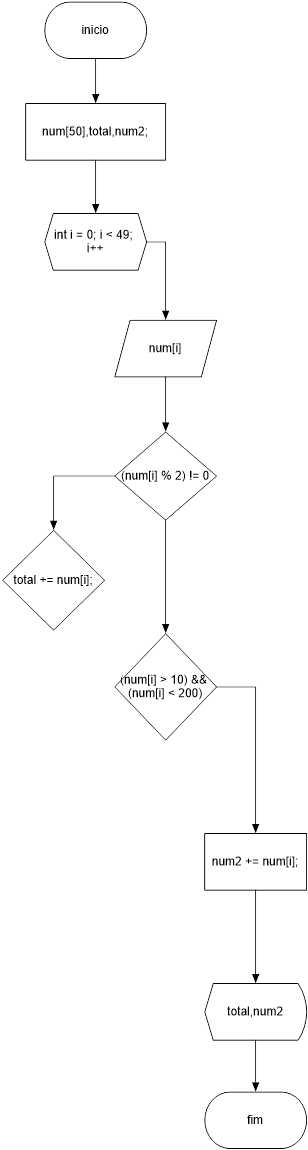 inicio
num[50],total,num2;
int i = 0; i < 49;
i++
num[i]
(num[i] % 2) != 0
total += num[i];
(num[i] > 10) &&
(num[i] < 200)
num2 += num[i];
total,num2
fim